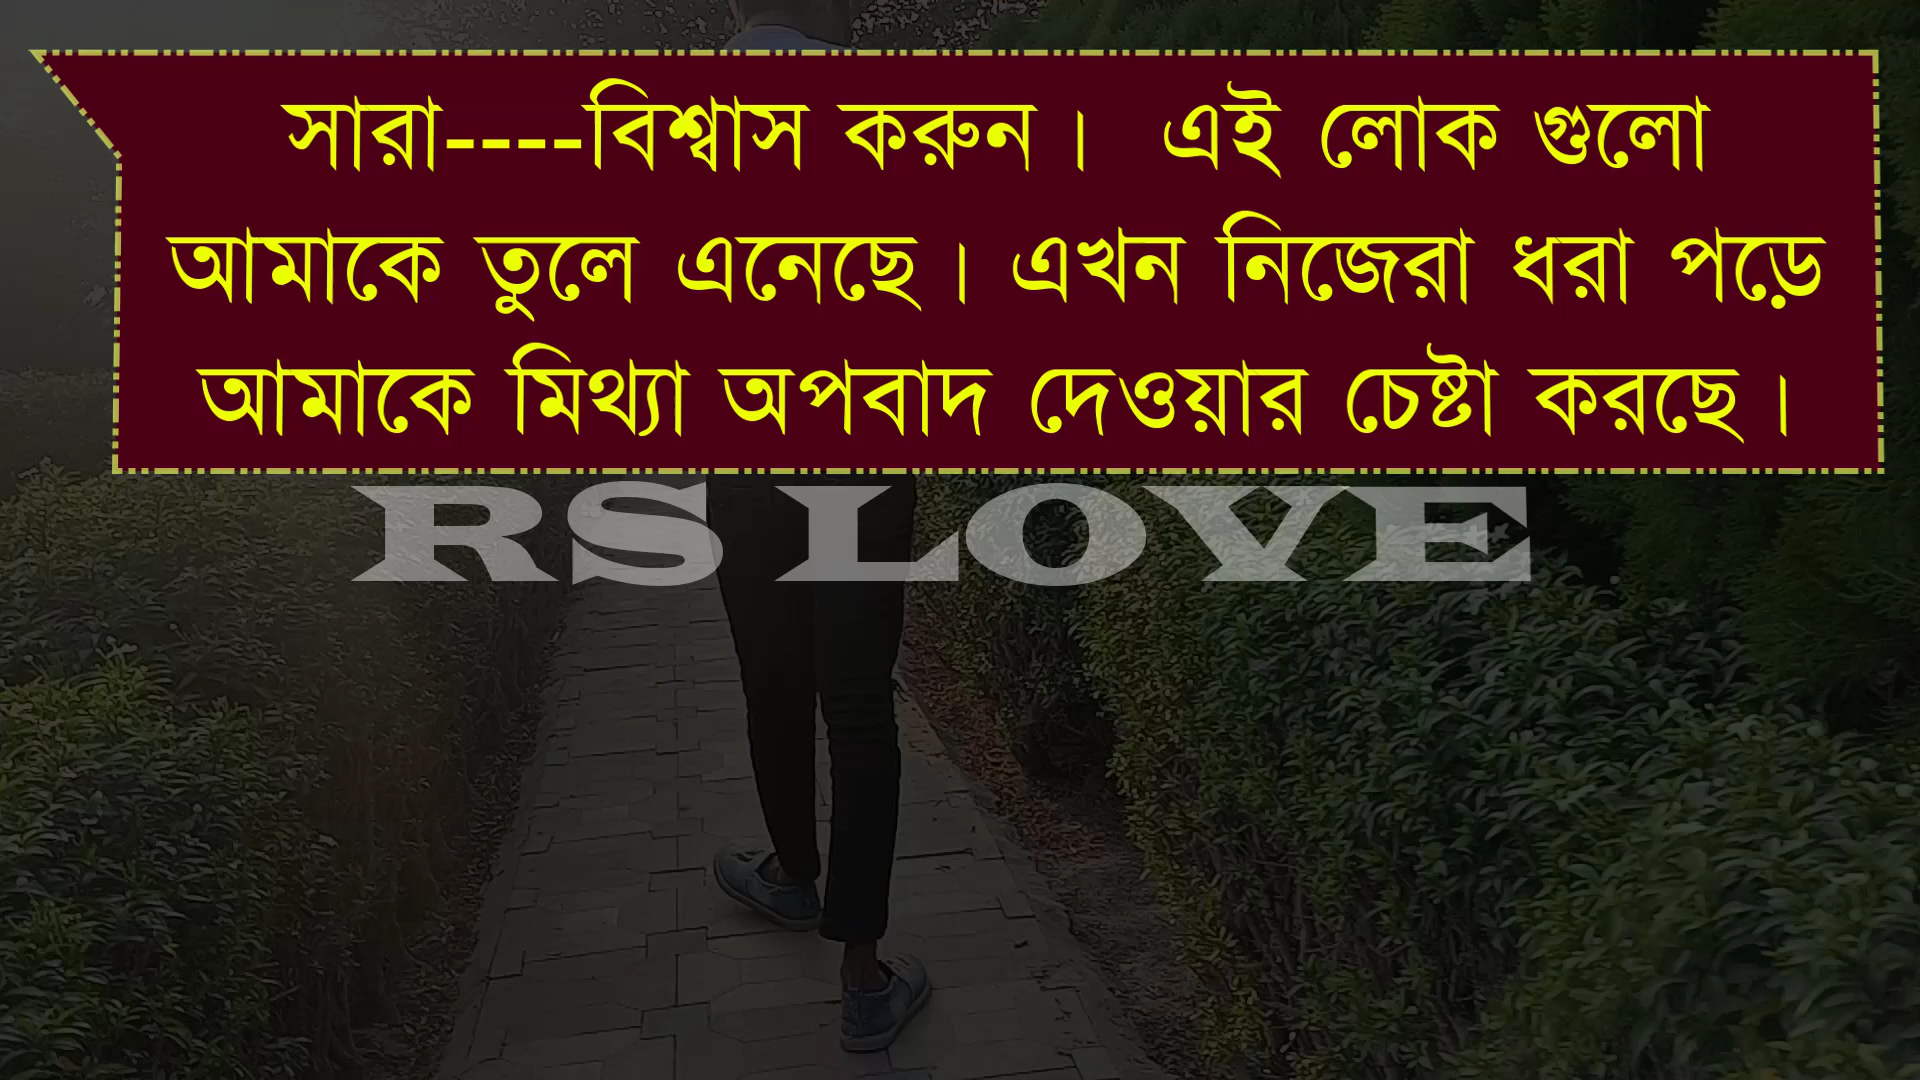 সারা----বিশ্বাস করুন। এই লোক গুলো
আমাকে তুলে এনেছে। এখন নিজেরা ধরা পড়ে
আমাকে মিথ্যা অপবাদ দেওয়ার চেষ্টা করছে।
RS LOVE